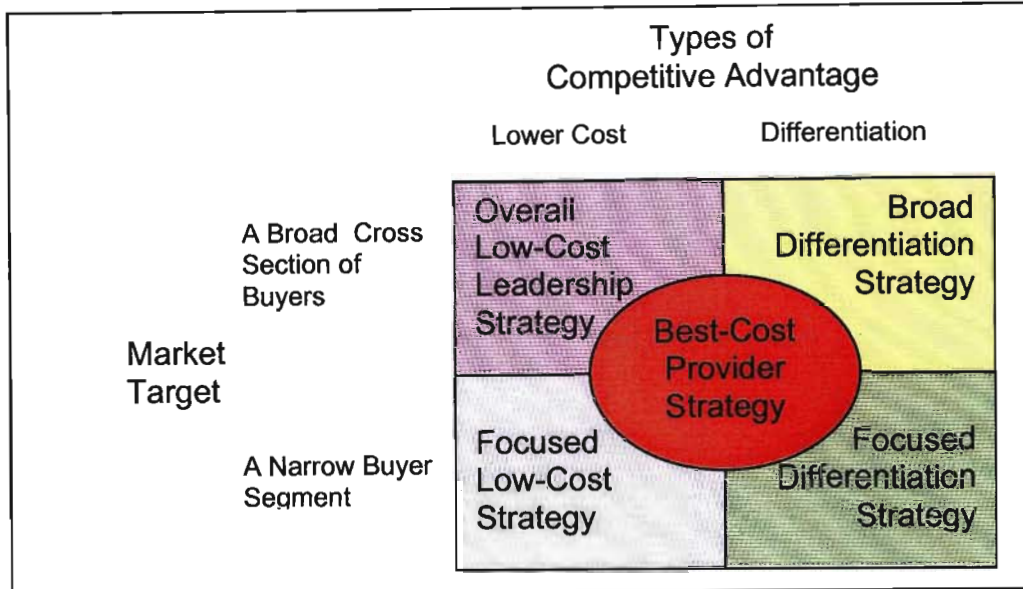 Types of
Competitive Advantage
Lower Cost
Differentiation
A Broad Cross
Section of
Buyers
Overall
Low-Cost
Leadership
Strategy
Broad
Differentiation
Strategy
Best-Cost
Provider
Strategy
Market
Target
A Narrow Buyer
Segment
Focused
Low-Cost
Strategy
Focused
Differentiation
Strategy